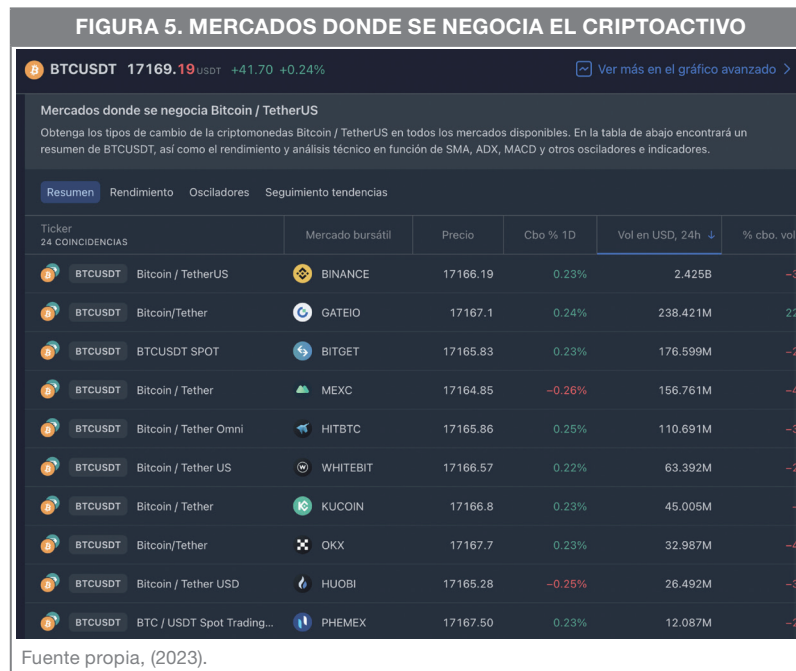 FIGURA 5. MERCADOS DONDE SE NEGOCIA EL CRIPTOACTIVO
BTCUSDT 17169.19 USDT +41.70 +0.24% Ver más en el gráfico avanzado
Mercados donde se negocia Bitcoin / TetherUS
Obtenga los tipos de cambio de la criptomonedas Bitcoin / TetherUS en todos los mercados disponibles. En la tabla de abajo encontrará un
resumen de BTCUSDT, así como el rendimiento y análisis técnico en función de SMA, ADX, MACD y otros osciladores e indicadores.
Resumen Rendimiento Osciladores Seguimiento tendencias
Ticker Mercado bursátil Precio Cbo % 1D Vol en USD, 24h ↓ % cbo. vol
24 COINCIDENCIAS
BTCUSDT Bitcoin / TetherUS BINANCE 17166.19 0.23% 2.425B
BTCUSDT Bitcoin/Tether GATEIO 17167.1 0.24% 238.421M
BTCUSDT BTCUSDT SPOT BITGET 17165.83 0.23% 176.599M
BTCUSDT Bitcoin / Tether MEXC 17164.85 −0.26% 156.761M
BTCUSDT Bitcoin / Tether Omni HITBTC 17165.86 0.25% 110.691M
BTCUSDT Bitcoin / Tether US WHITEBIT 17166.57 0.22% 63.392M
BTCUSDT Bitcoin / Tether KUCOIN 17166.8 0.23% 45.005M
BTCUSDT Bitcoin/Tether OKX 17167.7 0.23% 32.987M
BTCUSDT Bitcoin / Tether USD HUOBI 17165.28 −0.25% 26.492M
BTCUSDT BTC / USDT Spot Trading... PHEMEX 17167.50 0.23% 12.087M
Fuente propia, (2023).